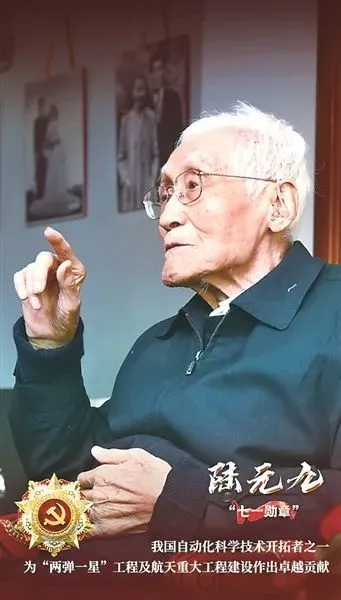 陆元九
“七一勋章”
我国自动化科学技术开拓者之一
为“两弹一星”工程及航天重大工程建设作出卓越贡献